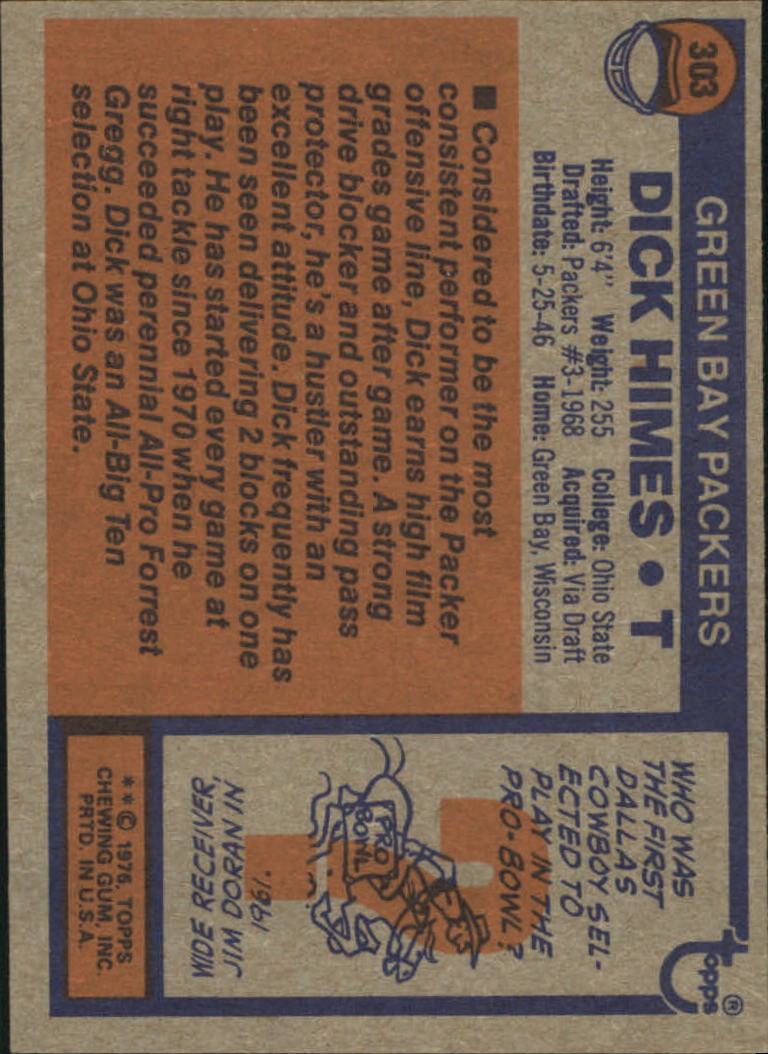 303
GREEN BAY PACKERS
DICK HIMES • T
Height: 6'4" Weight: 255 College: Ohio State
Drafted: Packers #3-1968 Acquired: Via Draft
Birthdate: 5-25-46 Home: Green Bay, Wisconsin
■ Considered to be the most
consistent performer on the Packer
offensive line, Dick earns high film
grades game after game. A strong
drive blocker and outstanding pass
protector, he's a hustler with an
excellent attitude. Dick frequently has
been seen delivering 2 blocks on one
play. He has started every game at
right tackle since 1970 when he
succeeded perennial All-Pro Forrest
Gregg. Dick was an All-Big Ten
selection at Ohio State.
topps®
WHO WAS
THE FIRST
DALLAS
COWBOY SEL-
ECTED TO
PLAY IN THE
PRO-BOWL?
PRO
BOWL
WIDE RECEIVER,
JIM DORAN IN
1961.
** © 1976, TOPPS
CHEWING GUM, INC.
PRTD. IN U.S.A.